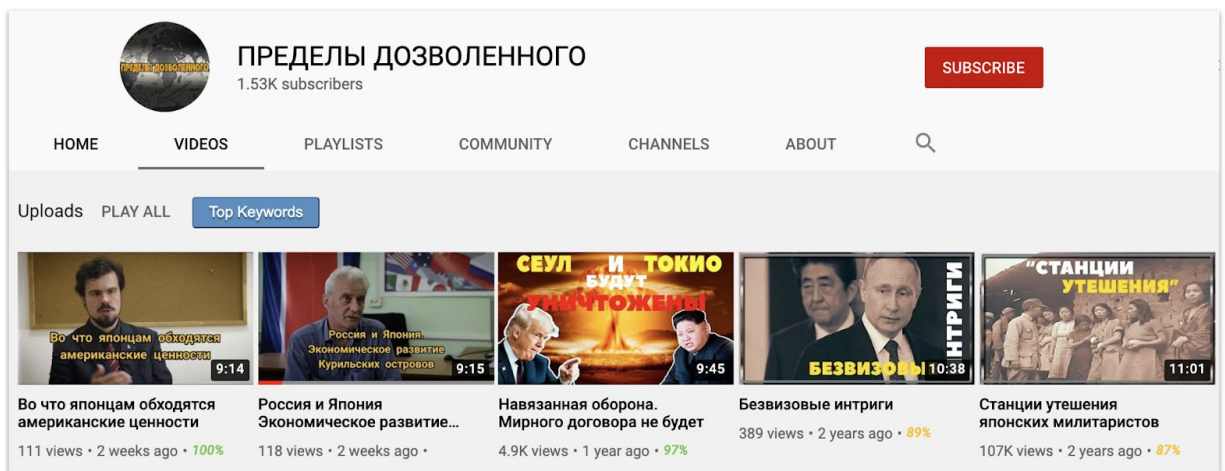 ПРЕДЕЛЫ ДОЗВОЛЕННОГО
ПРЕДЕЛЫ ДОЗВОЛЕННОГО
1.53K subscribers
SUBSCRIBE
HOME VIDEOS PLAYLISTS COMMUNITY CHANNELS ABOUT
Uploads PLAY ALL Top Keywords
Во что японцам обходятся
американские ценности
9:14
Россия и Япония.
Экономическое развитие
Курильских островов
9:15
СЕУЛ И ТОКИО
БУДУТ
УНИЧТОЖЕНЫ
9:45
БЕЗВИЗОВЫ
ИНТРИГИ
10:38
"СТАНЦИИ
УТЕШЕНИЯ"
11:01
Во что японцам обходятся
американские ценности
111 views • 2 weeks ago • 100%
Россия и Япония
Экономическое развитие...
118 views • 2 weeks ago •
Навязанная оборона.
Мирного договора не будет
4.9K views • 1 year ago • 97%
Безвизовые интриги
389 views • 2 years ago • 89%
Станции утешения
японских милитаристов
107K views • 2 years ago • 87%